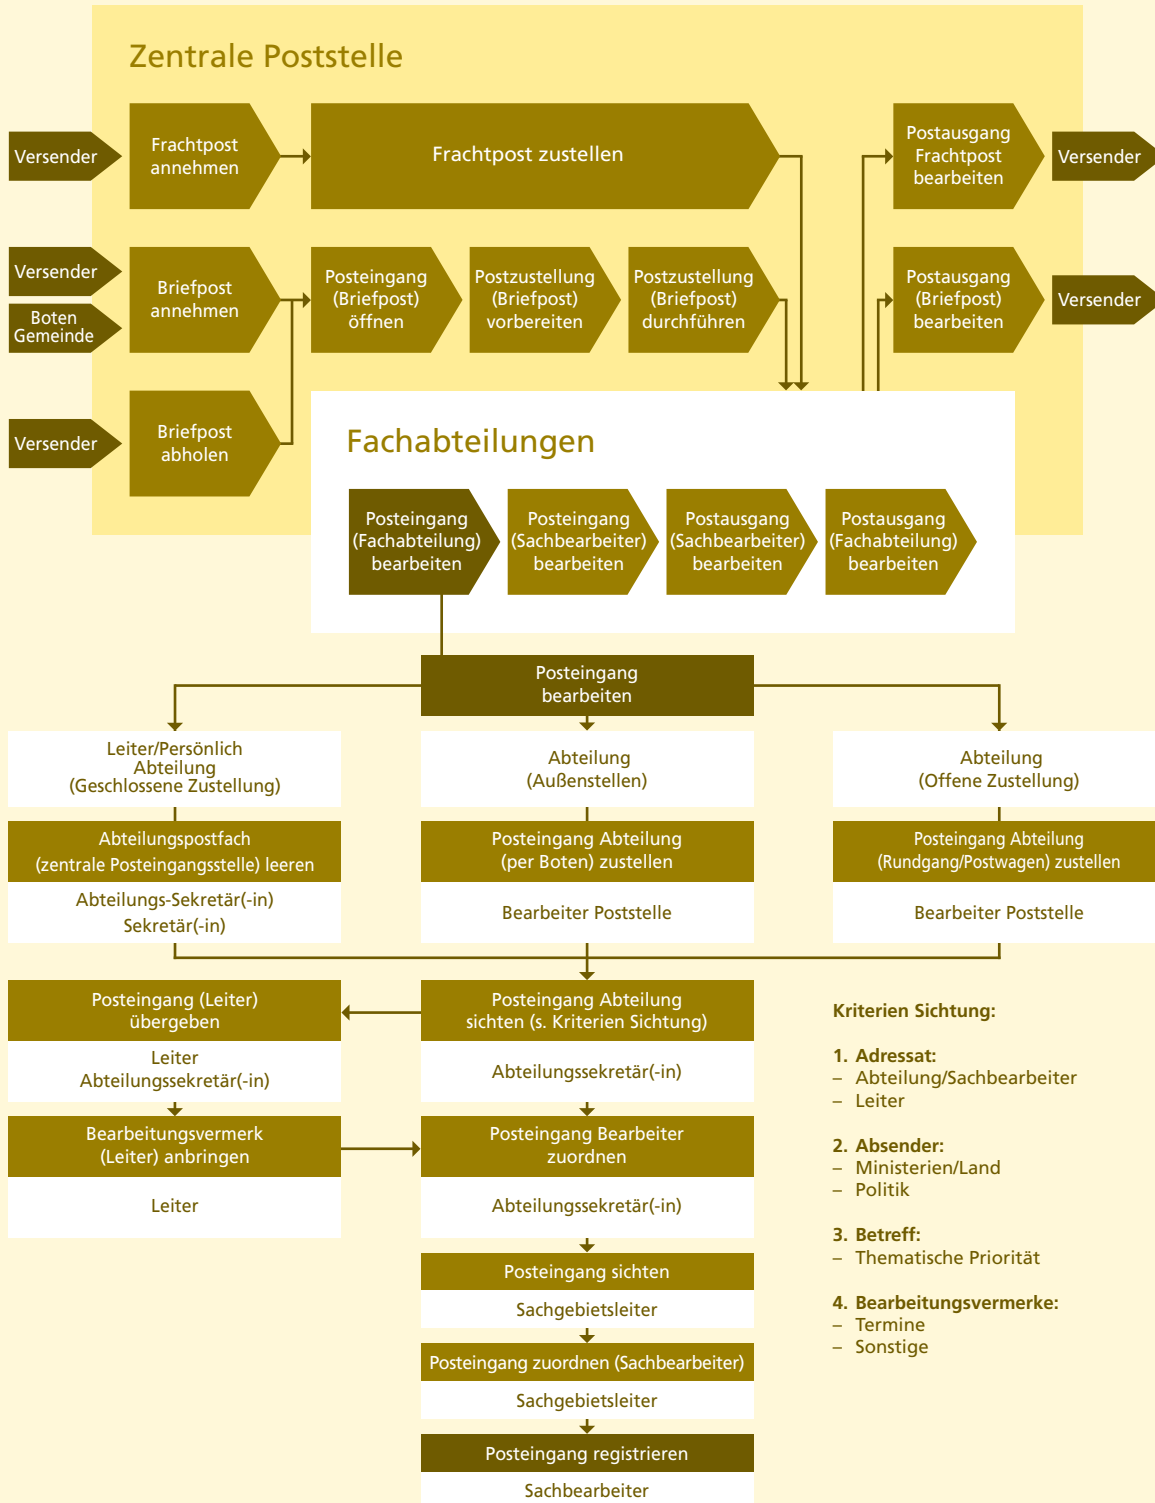 Zentrale Poststelle
Versender
Frachtpost
annehmen
Frachtpost zustellen
Postausgang
Frachtpost
bearbeiten
Versender
Versender
Boten
Gemeinde
Briefpost
annehmen
Posteingang
(Briefpost)
öffnen
Postzustellung
(Briefpost)
vorbereiten
Postzustellung
(Briefpost)
durchführen
Postausgang
(Briefpost)
bearbeiten
Versender
Versender
Briefpost
abholen
Fachabteilungen
Posteingang
(Fachabteilung)
bearbeiten
Posteingang
(Sachbearbeiter)
bearbeiten
Postausgang
(Sachbearbeiter)
bearbeiten
Postausgang
(Fachabteilung)
bearbeiten
Posteingang
bearbeiten
Leiter/Persönlich
Abteilung
(Geschlossene Zustellung)
Abteilung
(Außenstellen)
Abteilung
(Offene Zustellung)
Abteilungspostfach
(zentrale Posteingangsstelle) leeren
Posteingang Abteilung
(per Boten) zustellen
Posteingang Abteilung
(Rundgang/Postwagen) zustellen
Abteilungs-Sekretär(-in)
Sekretär(-in)
Bearbeiter Poststelle
Bearbeiter Poststelle
Posteingang (Leiter)
übergeben
Posteingang Abteilung
sichten (s. Kriterien Sichtung)
Leiter
Abteilungssekretär(-in)
Abteilungssekretär(-in)
Bearbeitungsvermerk
(Leiter) anbringen
Posteingang Bearbeiter
zuordnen
Leiter
Abteilungssekretär(-in)
Posteingang sichten
Sachgebietsleiter
Posteingang zuordnen (Sachbearbeiter)
Sachgebietsleiter
Posteingang registrieren
Sachbearbeiter
Kriterien Sichtung:
1. Adressat:
– Abteilung/Sachbearbeiter
– Leiter
2. Absender:
– Ministerien/Land
– Politik
3. Betreff:
– Thematische Priorität
4. Bearbeitungsvermerke:
– Termine
– Sonstige